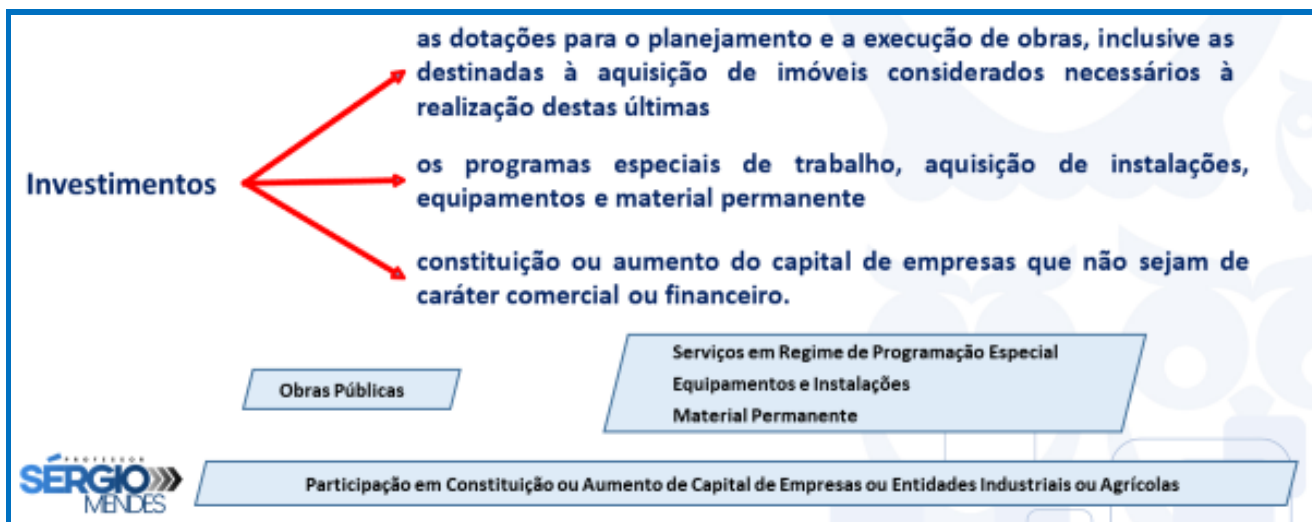 as dotações para o planejamento e a execução de obras, inclusive as
destinadas à aquisição de imóveis considerados necessários à
realização destas últimas
Investimentos
os programas especiais de trabalho, aquisição de instalações,
equipamentos e material permanente
constituição ou aumento do capital de empresas que não sejam de
caráter comercial ou financeiro.
Obras Públicas
Serviços em Regime de Programação Especial
Equipamentos e Instalações
Material Permanente
PROFESSOR
SÉRGIO
MENDES
Participação em Constituição ou Aumento de Capital de Empresas ou Entidades Industriais ou Agrícolas